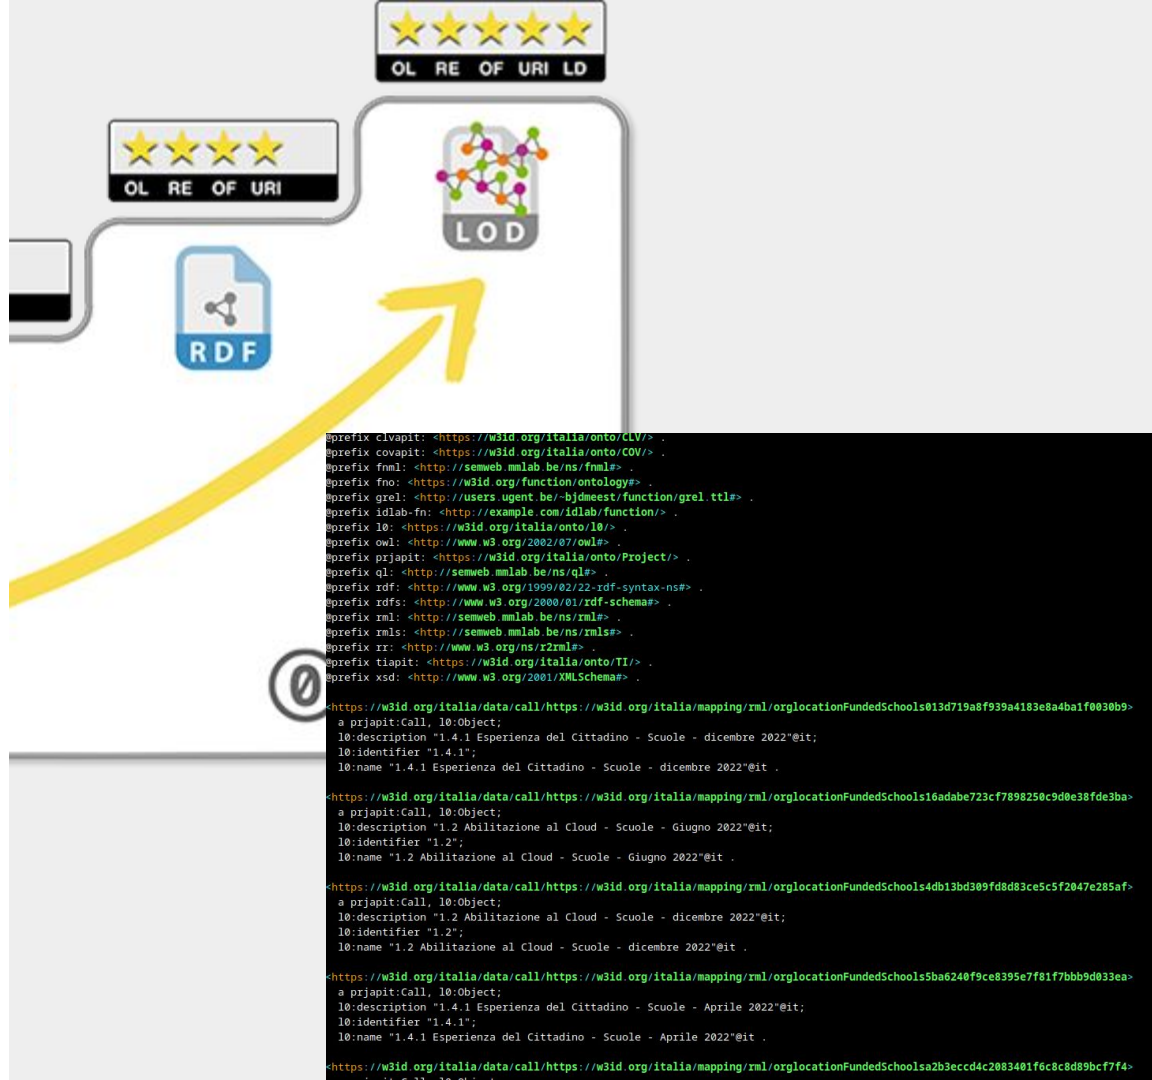 OL RE OF URI LD
OL RE OF URI
LOD
RDF
@prefix clvapit: <https://w3id.org/italia/onto/CLV/> .
@prefix covapit: <https://w3id.org/italia/onto/COV/> .
@prefix fnml: <http://semweb.mmlab.be/ns/fnml#> .
@prefix fno: <https://w3id.org/function/ontology#> .
@prefix grel: <http://users.ugent.be/~bjdmeest/function/grel.ttl#> .
@prefix idlab-fn: <http://example.com/idlab/function/> .
@prefix l0: <https://w3id.org/italia/onto/l0/> .
@prefix owl: <http://www.w3.org/2002/07/owl#> .
@prefix prjapit: <https://w3id.org/italia/onto/Project/> .
@prefix ql: <http://semweb.mmlab.be/ns/ql#> .
@prefix rdf: <http://www.w3.org/1999/02/22-rdf-syntax-ns#> .
@prefix rdfs: <http://www.w3.org/2000/01/rdf-schema#> .
@prefix rml: <http://semweb.mmlab.be/ns/rml#> .
@prefix rmls: <http://semweb.mmlab.be/ns/rmls#> .
@prefix rr: <http://www.w3.org/ns/r2rml#> .
@prefix tiapit: <https://w3id.org/italia/onto/TI/> .
@prefix xsd: <http://www.w3.org/2001/XMLSchema#> .
<https://w3id.org/italia/data/call/https://w3id.org/italia/mapping/rml/orglocationFundedSchools013d719a8f939a4183e8a4ba1f0030b9>
a prjapit:Call, l0:Object;
l0:description "1.4.1 Esperienza del Cittadino - Scuole - dicembre 2022"@it;
l0:identifier "1.4.1";
l0:name "1.4.1 Esperienza del Cittadino - Scuole - dicembre 2022"@it .
<https://w3id.org/italia/data/call/https://w3id.org/italia/mapping/rml/orglocationFundedSchools16adabe723cf7898250c9d0e38fde3ba>
a prjapit:Call, l0:Object;
l0:description "1.2 Abilitazione al Cloud - Scuole - Giugno 2022"@it;
l0:identifier "1.2";
l0:name "1.2 Abilitazione al Cloud - Scuole - Giugno 2022"@it .
<https://w3id.org/italia/data/call/https://w3id.org/italia/mapping/rml/orglocationFundedSchools4db13bd309fd8d83ce5c5f2047e285af>
a prjapit:Call, l0:Object;
l0:description "1.2 Abilitazione al Cloud - Scuole - dicembre 2022"@it;
l0:identifier "1.2";
l0:name "1.2 Abilitazione al Cloud - Scuole - dicembre 2022"@it .
<https://w3id.org/italia/data/call/https://w3id.org/italia/mapping/rml/orglocationFundedSchools5ba6240f9ce8395e7f81f7bbb9d033ea>
a prjapit:Call, l0:Object;
l0:description "1.4.1 Esperienza del Cittadino - Scuole - Aprile 2022"@it;
l0:identifier "1.4.1";
l0:name "1.4.1 Esperienza del Cittadino - Scuole - Aprile 2022"@it .
<https://w3id.org/italia/data/call/https://w3id.org/italia/mapping/rml/orglocationFundedSchoolsa2b3eccd4c2083401f6c8c8d89bcf7f4>